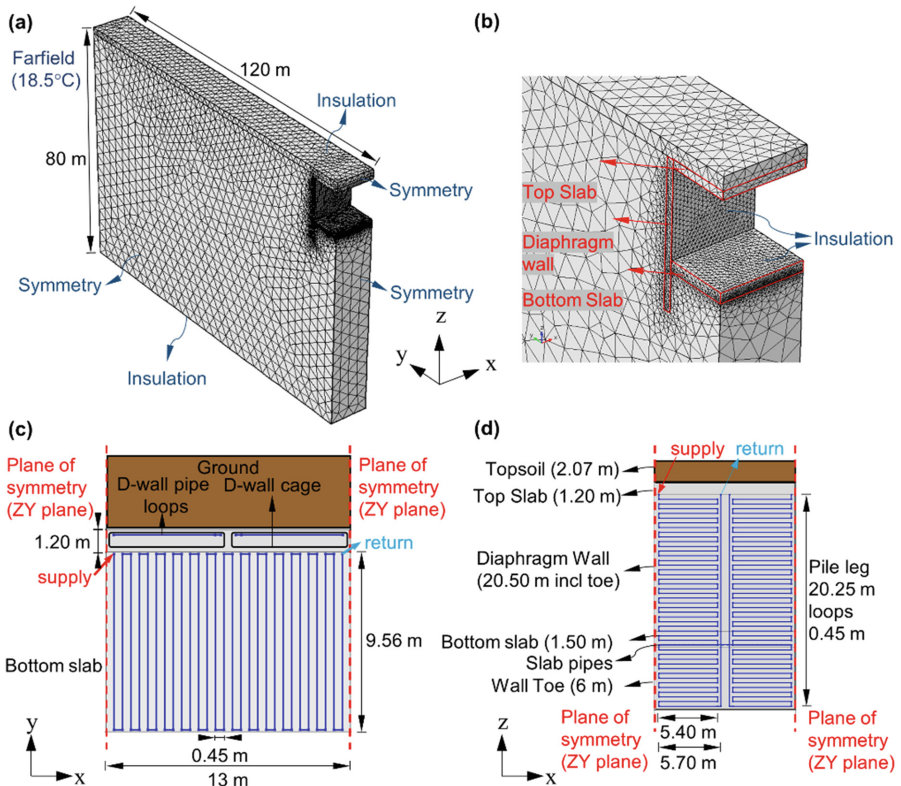 (a)
Farfield
(18.5°C)
120 m
Insulation
80 m
Symmetry
Symmetry
Symmetry
Insulation
z
y
x
(b)
Top Slab
Diaphragm
wall
Bottom Slab
Insulation
(c)
Plane of
symmetry
(ZY plane)
Ground
D-wall pipe
loops
D-wall cage
Plane of
symmetry
(ZY plane)
1.20 m
return
supply
9.56 m
Bottom slab
y
x
0.45 m
13 m
(d)
supply
return
Topsoil (2.07 m)
Top Slab (1.20 m)
Diaphragm Wall
(20.50 m incl toe)
Pile leg
20.25 m
loops
0.45 m
Bottom slab (1.50 m)
Slab pipes
Wall Toe (6 m)
z
x
Plane of
symmetry
(ZY plane)
5.40 m
5.70 m
Plane of
symmetry
(ZY plane)